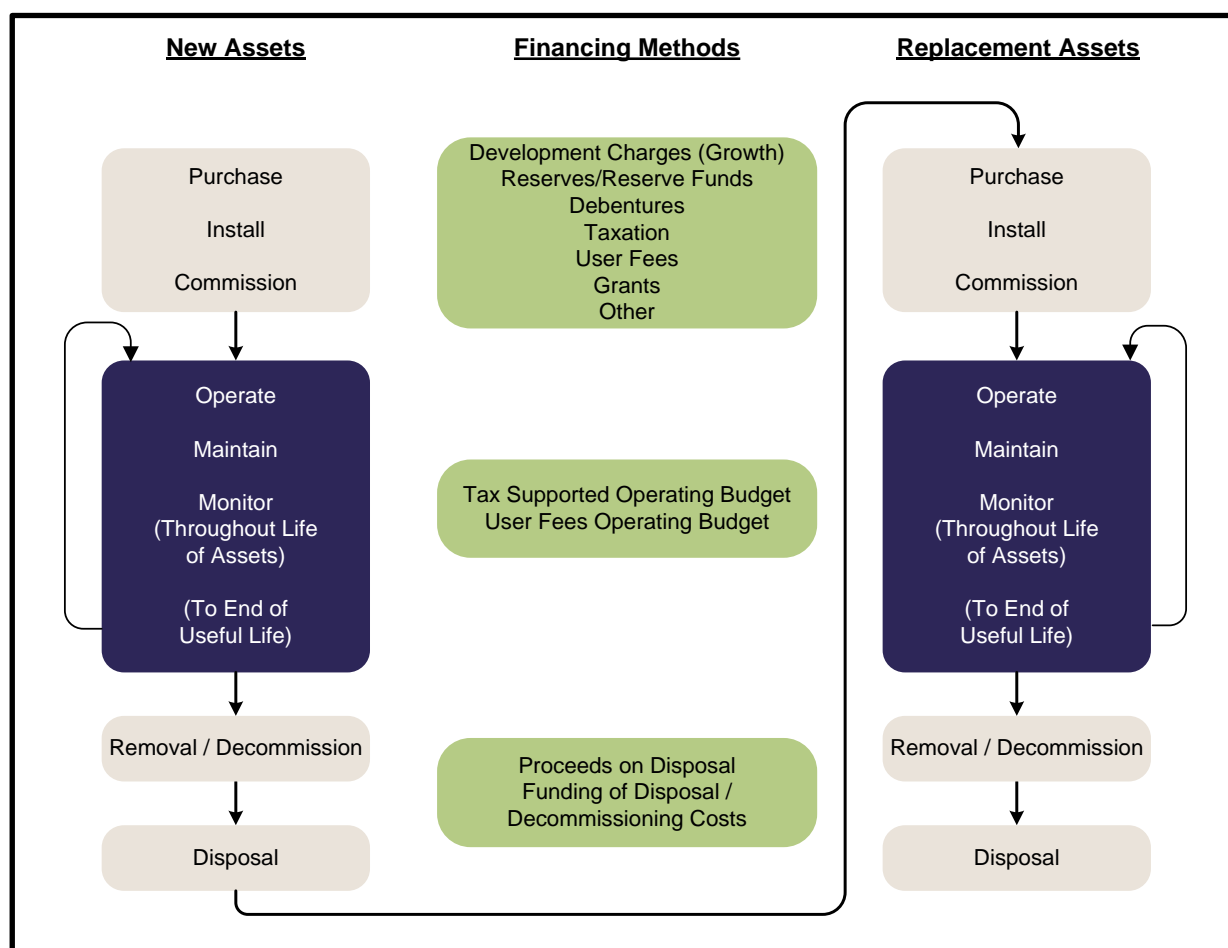 New Assets
Financing Methods
Replacement Assets
Purchase
Install
Commission
Development Charges (Growth)
Reserves/Reserve Funds
Debentures
Taxation
User Fees
Grants
Other
Purchase
Install
Commission
Operate
Maintain
Monitor
(Throughout Life
of Assets)
(To End of
Useful Life)
Tax Supported Operating Budget
User Fees Operating Budget
Operate
Maintain
Monitor
(Throughout Life
of Assets)
(To End of
Useful Life)
Removal / Decommission
Proceeds on Disposal
Funding of Disposal /
Decommissioning Costs
Removal / Decommission
Disposal
Disposal